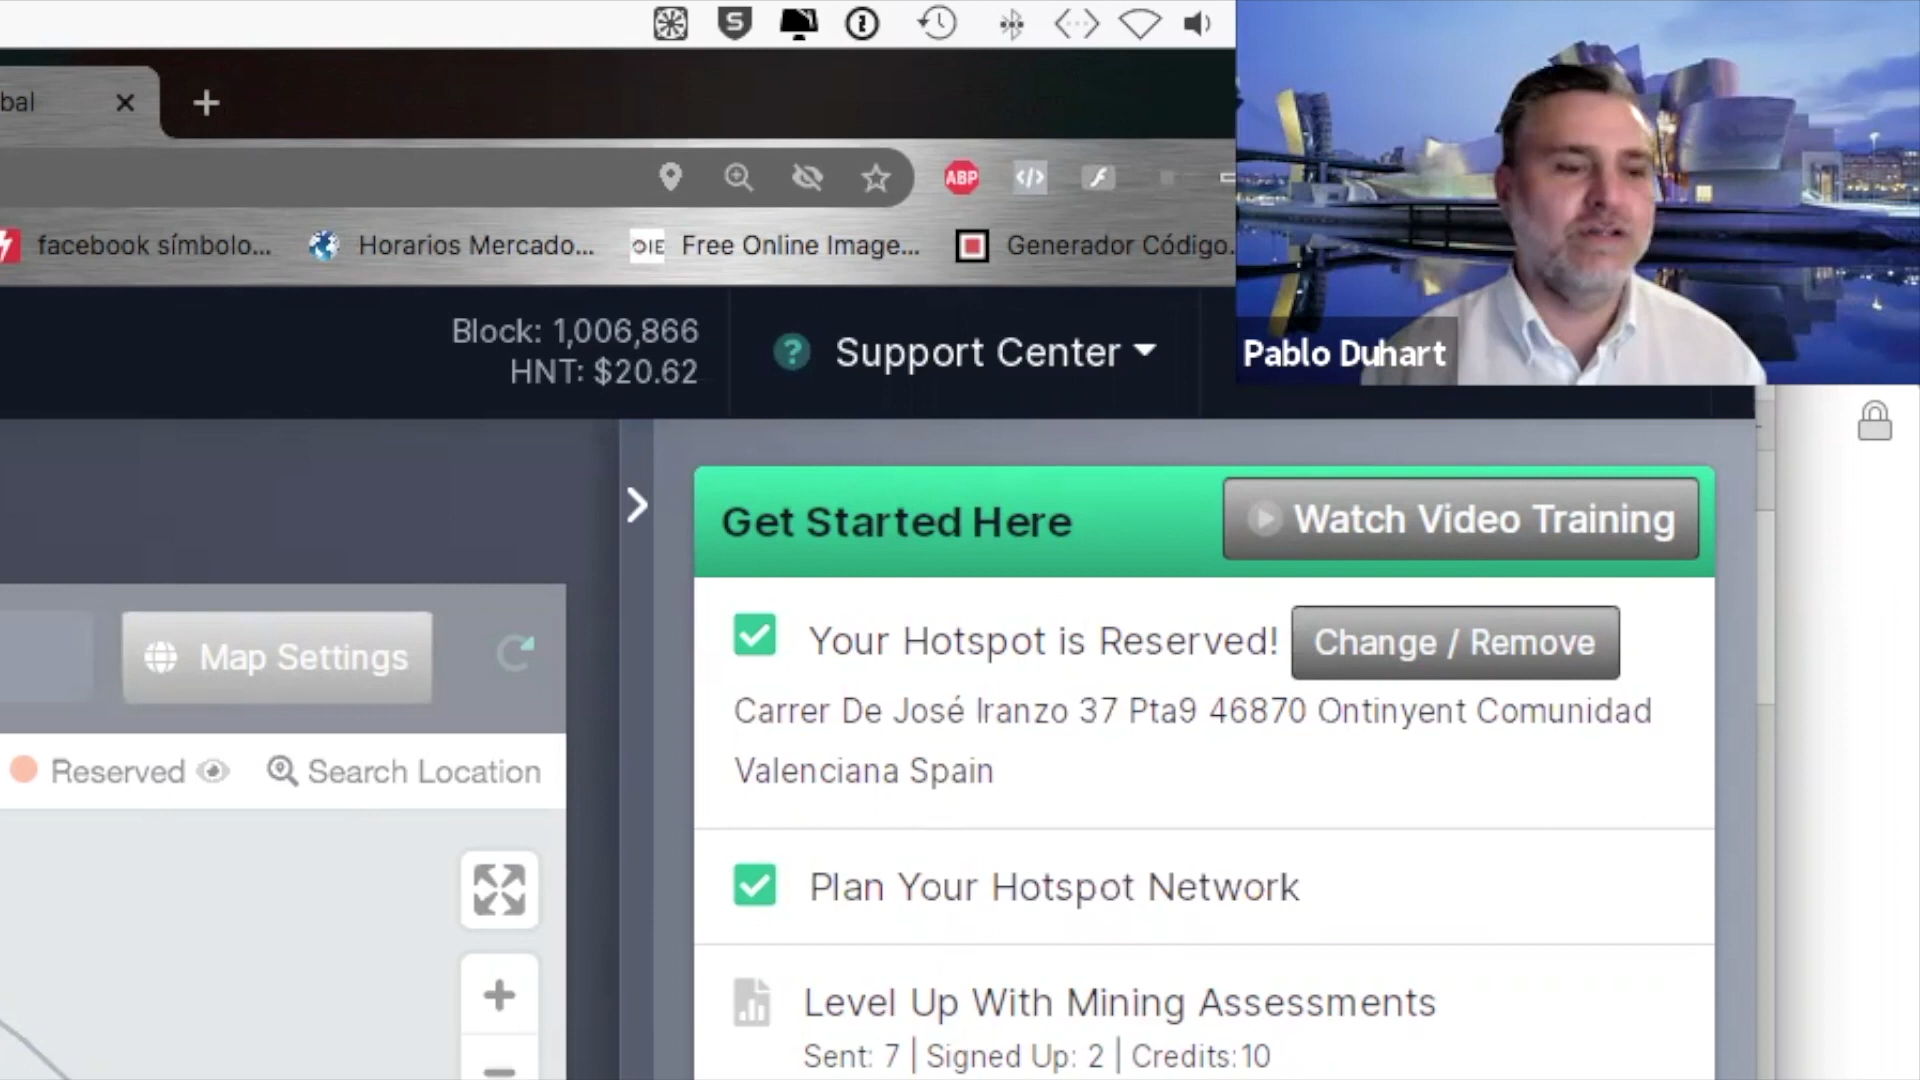 S
bal
ABP
</>
f
facebook símbolo...
Horarios Mercado...
OIE
Free Online Image...
Generador Código.
Pablo Duhart
Block: 1,006,866
HNT: $20.62
? Support Center
Get Started Here
Watch Video Training
Your Hotspot is Reserved!
Change / Remove
Carrer De José Iranzo 37 Pta9 46870 Ontinyent Comunidad
Valenciana Spain
Map Settings
Reserved
Search Location
Plan Your Hotspot Network
+
Level Up With Mining Assessments
Sent: 7 | Signed Up: 2 | Credits:10